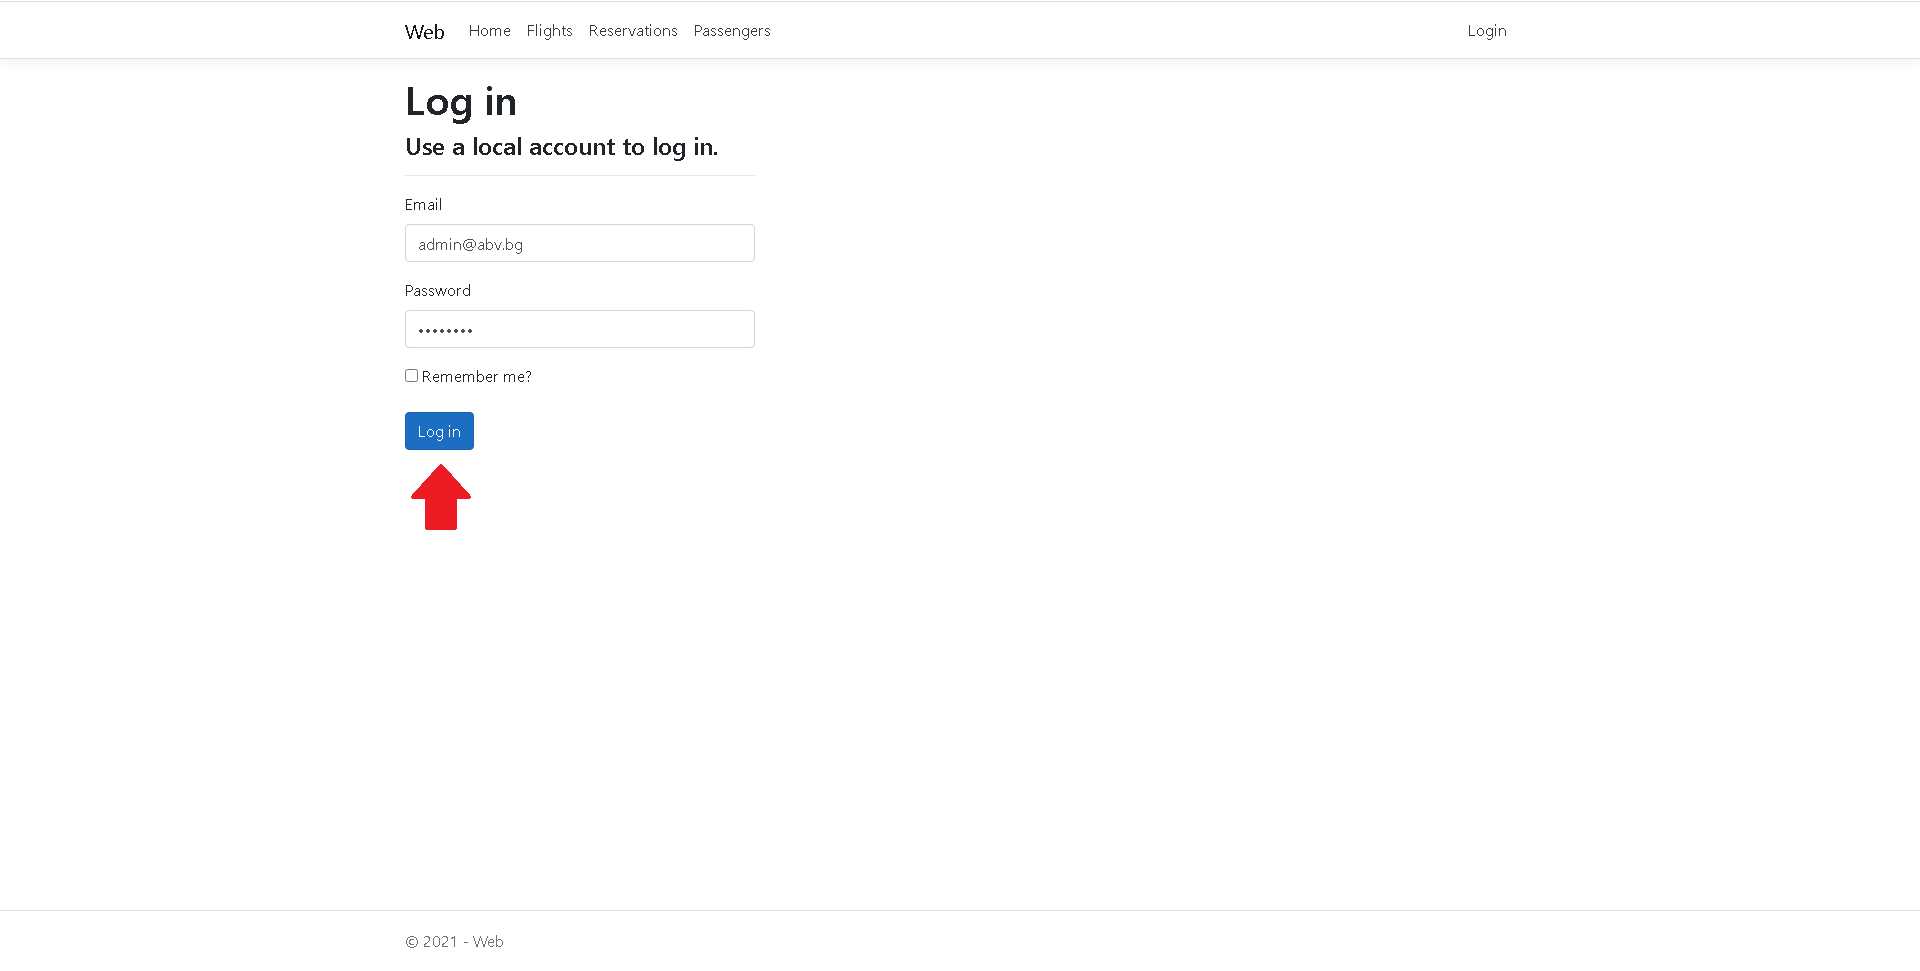 Web Home Flights Reservations Passengers Login
Log in
Use a local account to log in.
Email
admin@abv.bg
Password
••••••••
Remember me?
Log in
© 2021 - Web